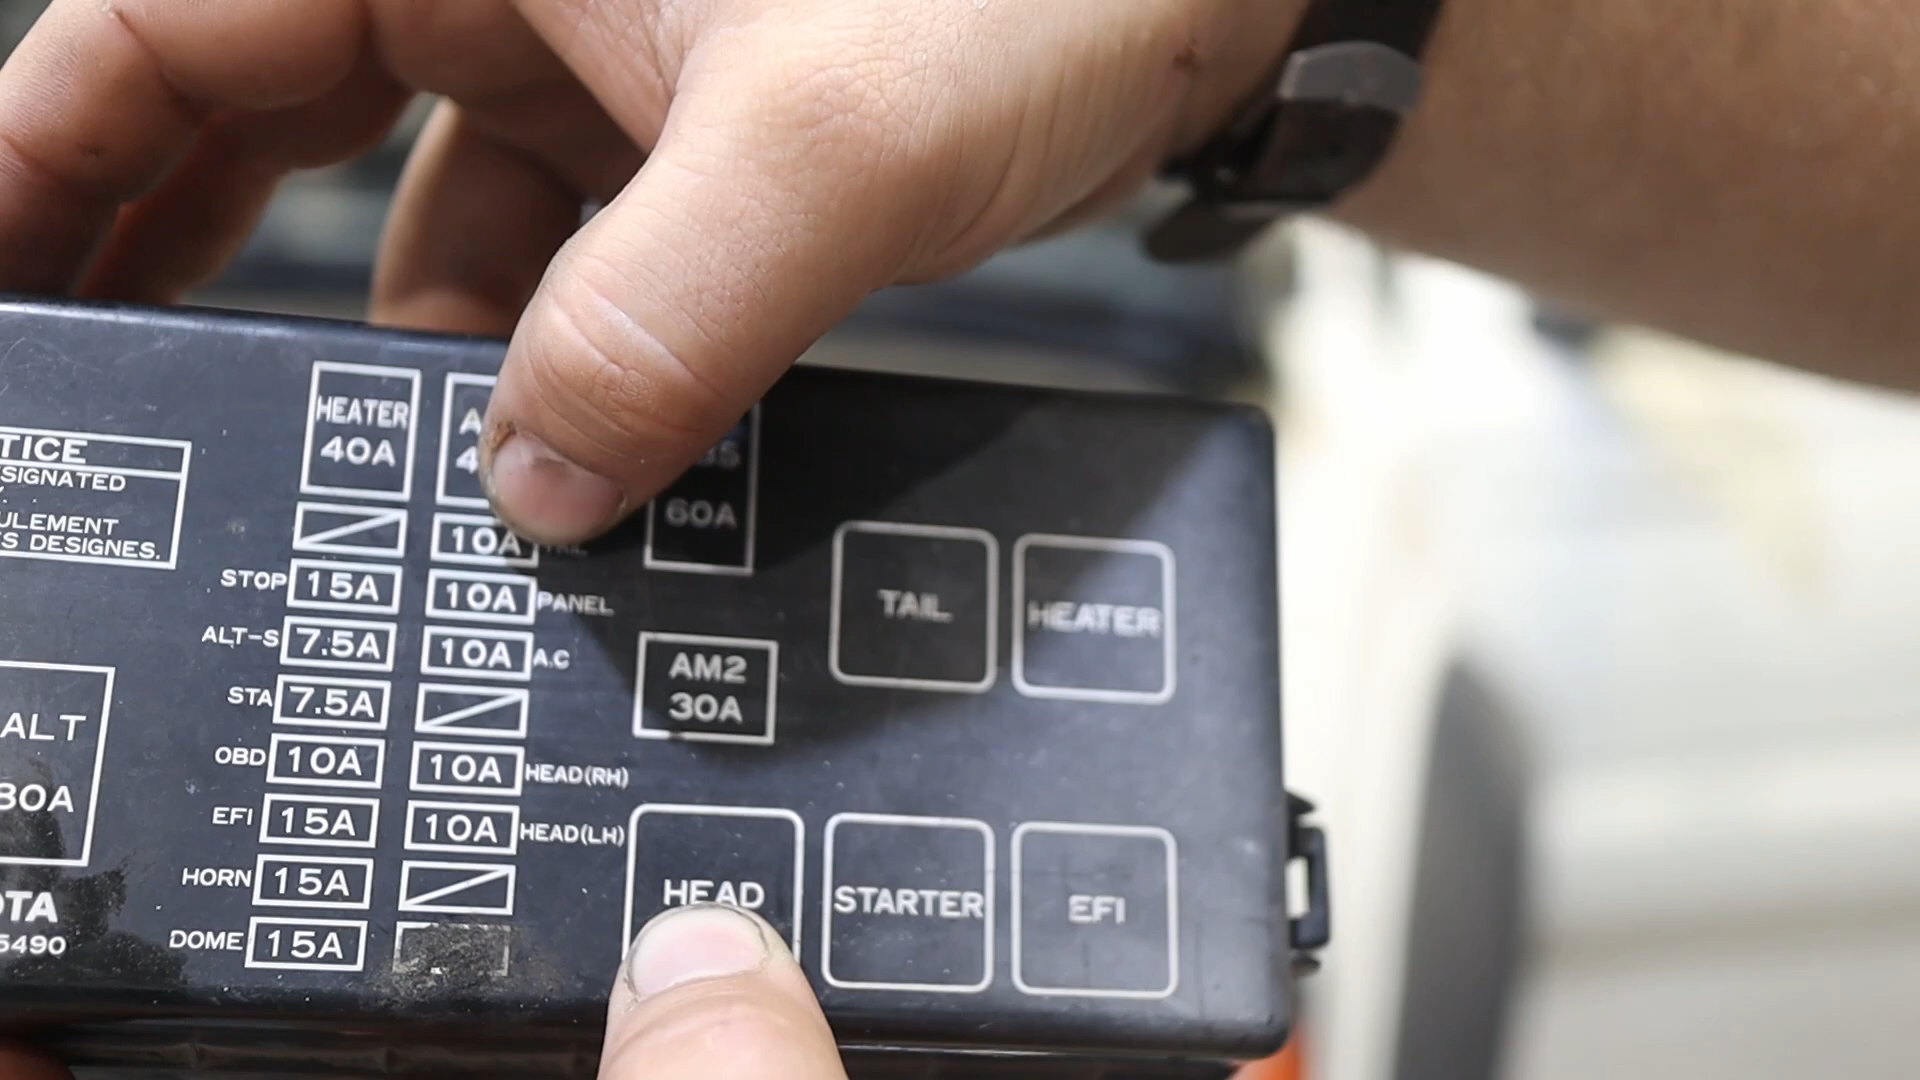 TICE
SIGNATED
ULEMENT
S DESIGNES.
ALT
80A
OTA
5490
HEATER
40A
10A
STOP 15A
10A PANEL
ALT-S 7.5A
10A A.C
STA 7.5A
OBD 10A
10A HEAD(RH)
EFI 15A
10A HEAD(LH)
HORN 15A
DOME 15A
60A
AM2
30A
TAIL
HEATER
HEAD
STARTER
EFI